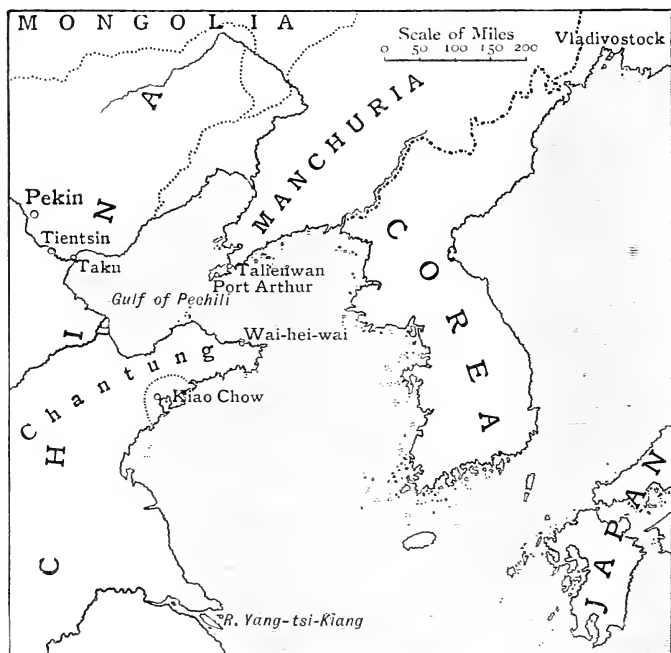 MONGOLIA
Scale of Miles
0 50 100 150 200
Vladivostock
MANCHURIA
Pekin
Tientsin
Taku
Talienwan
Port Arthur
Gulf of Pechili
COREA
Wai-hei-wai
Chantung
Kiao Chow
CHINA
JAPAN
R. Yang-tsi-Kiang